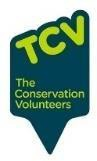 TCV
The
Conservation
Volunteers